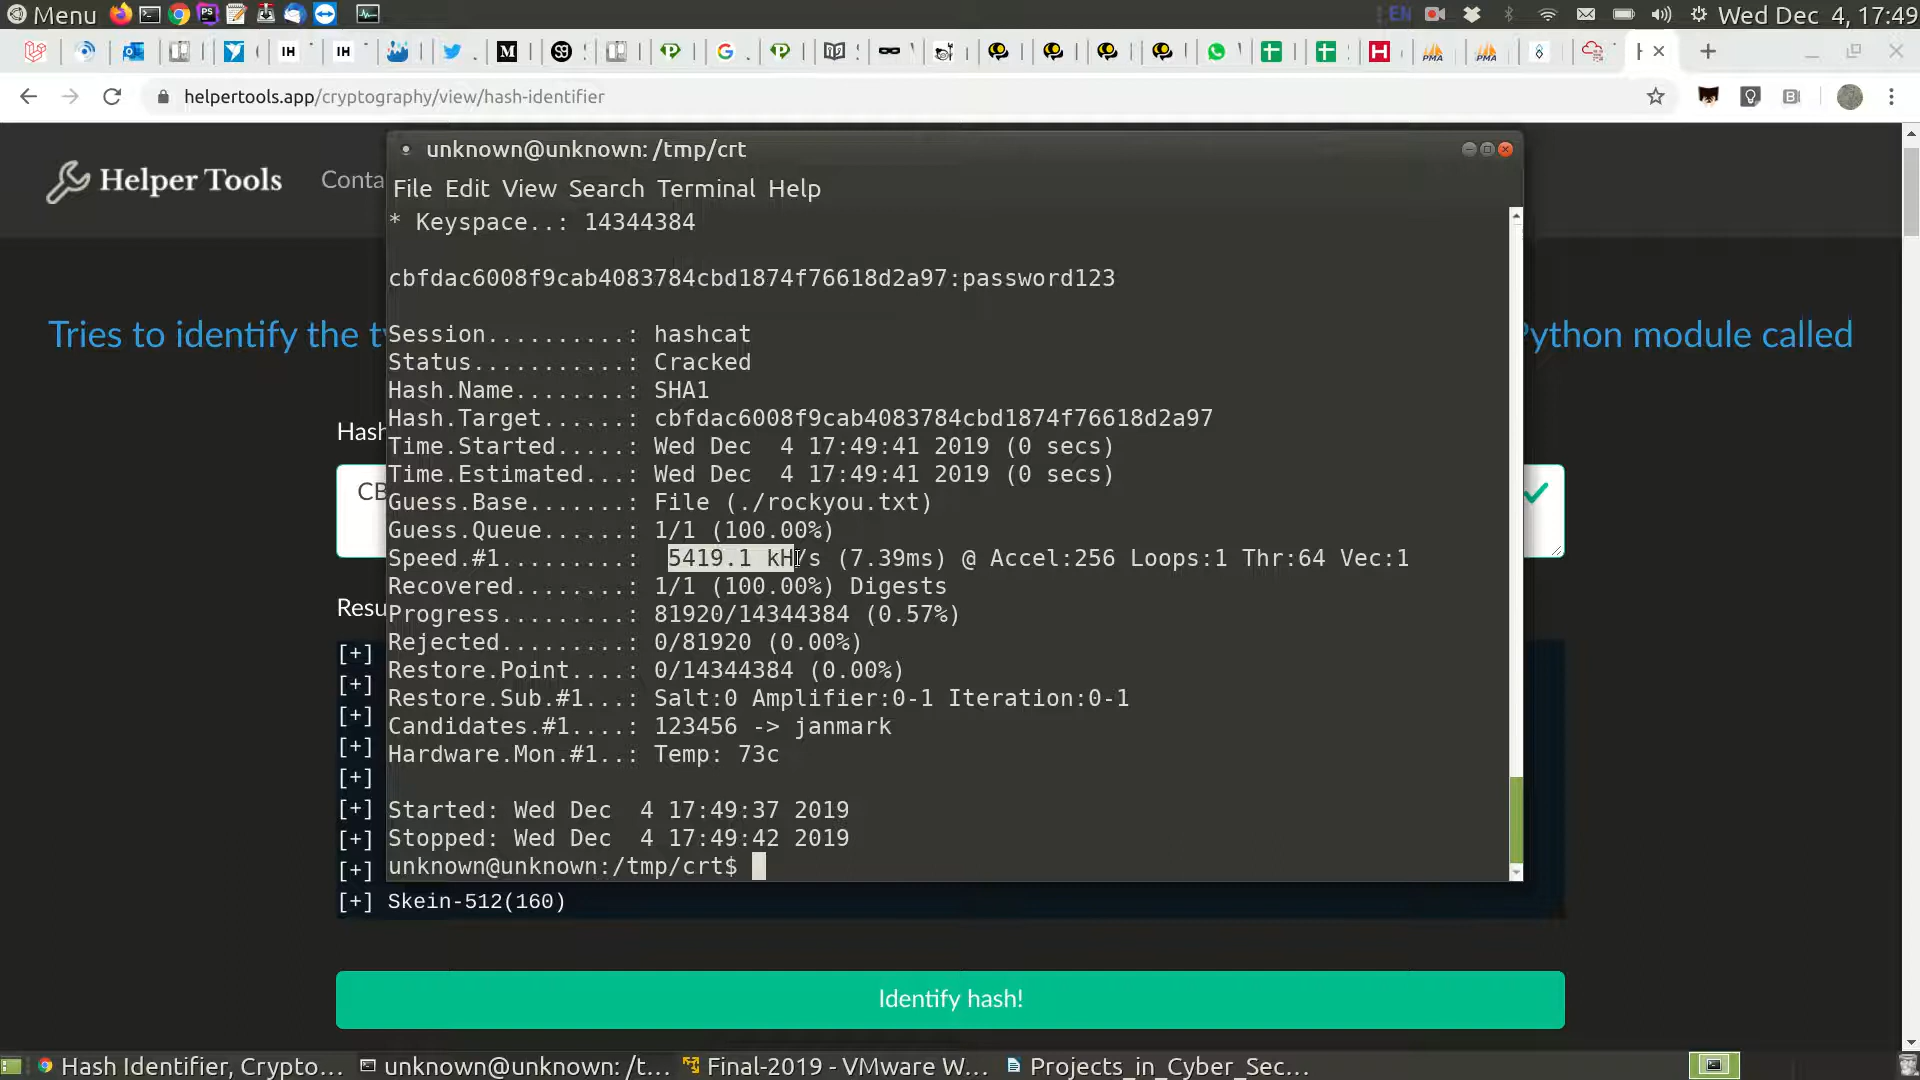 Menu
EN
Wed Dec 4, 17:49
helpertools.app/cryptography/view/hash-identifier
unknown@unknown: /tmp/crt
Helper Tools
Conta
File Edit View Search Terminal Help
* Keyspace..: 14344384
cbfdac6008f9cab4083784cbd1874f76618d2a97:password123
Tries to identify the ty
Python module called
Session..........: hashcat
Status...........: Cracked
Hash.Name........: SHA1
Hash.Target......: cbfdac6008f9cab4083784cbd1874f76618d2a97
Hash
Time.Started.....: Wed Dec  4 17:49:41 2019 (0 secs)
Time.Estimated...: Wed Dec  4 17:49:41 2019 (0 secs)
CB
Guess.Base.......: File (./rockyou.txt)
Guess.Queue......: 1/1 (100.00%)
Speed.#1.........:  5419.1 kH/s (7.39ms) @ Accel:256 Loops:1 Thr:64 Vec:1
Recovered........: 1/1 (100.00%) Digests
Resu
Progress.........: 81920/14344384 (0.57%)
Rejected.........: 0/81920 (0.00%)
[+]
Restore.Point....: 0/14344384 (0.00%)
[+]
Restore.Sub.#1...: Salt:0 Amplifier:0-1 Iteration:0-1
[+]
Candidates.#1....: 123456 -> janmark
[+]
Hardware.Mon.#1..: Temp: 73c
[+]
[+]
Started: Wed Dec  4 17:49:37 2019
[+]
Stopped: Wed Dec  4 17:49:42 2019
[+]
unknown@unknown:/tmp/crt$
[+] Skein-512(160)
Identify hash!
Hash Identifier, Crypto...
unknown@unknown: /t...
Final-2019 - VMware W...
Projects_in_Cyber_Sec...